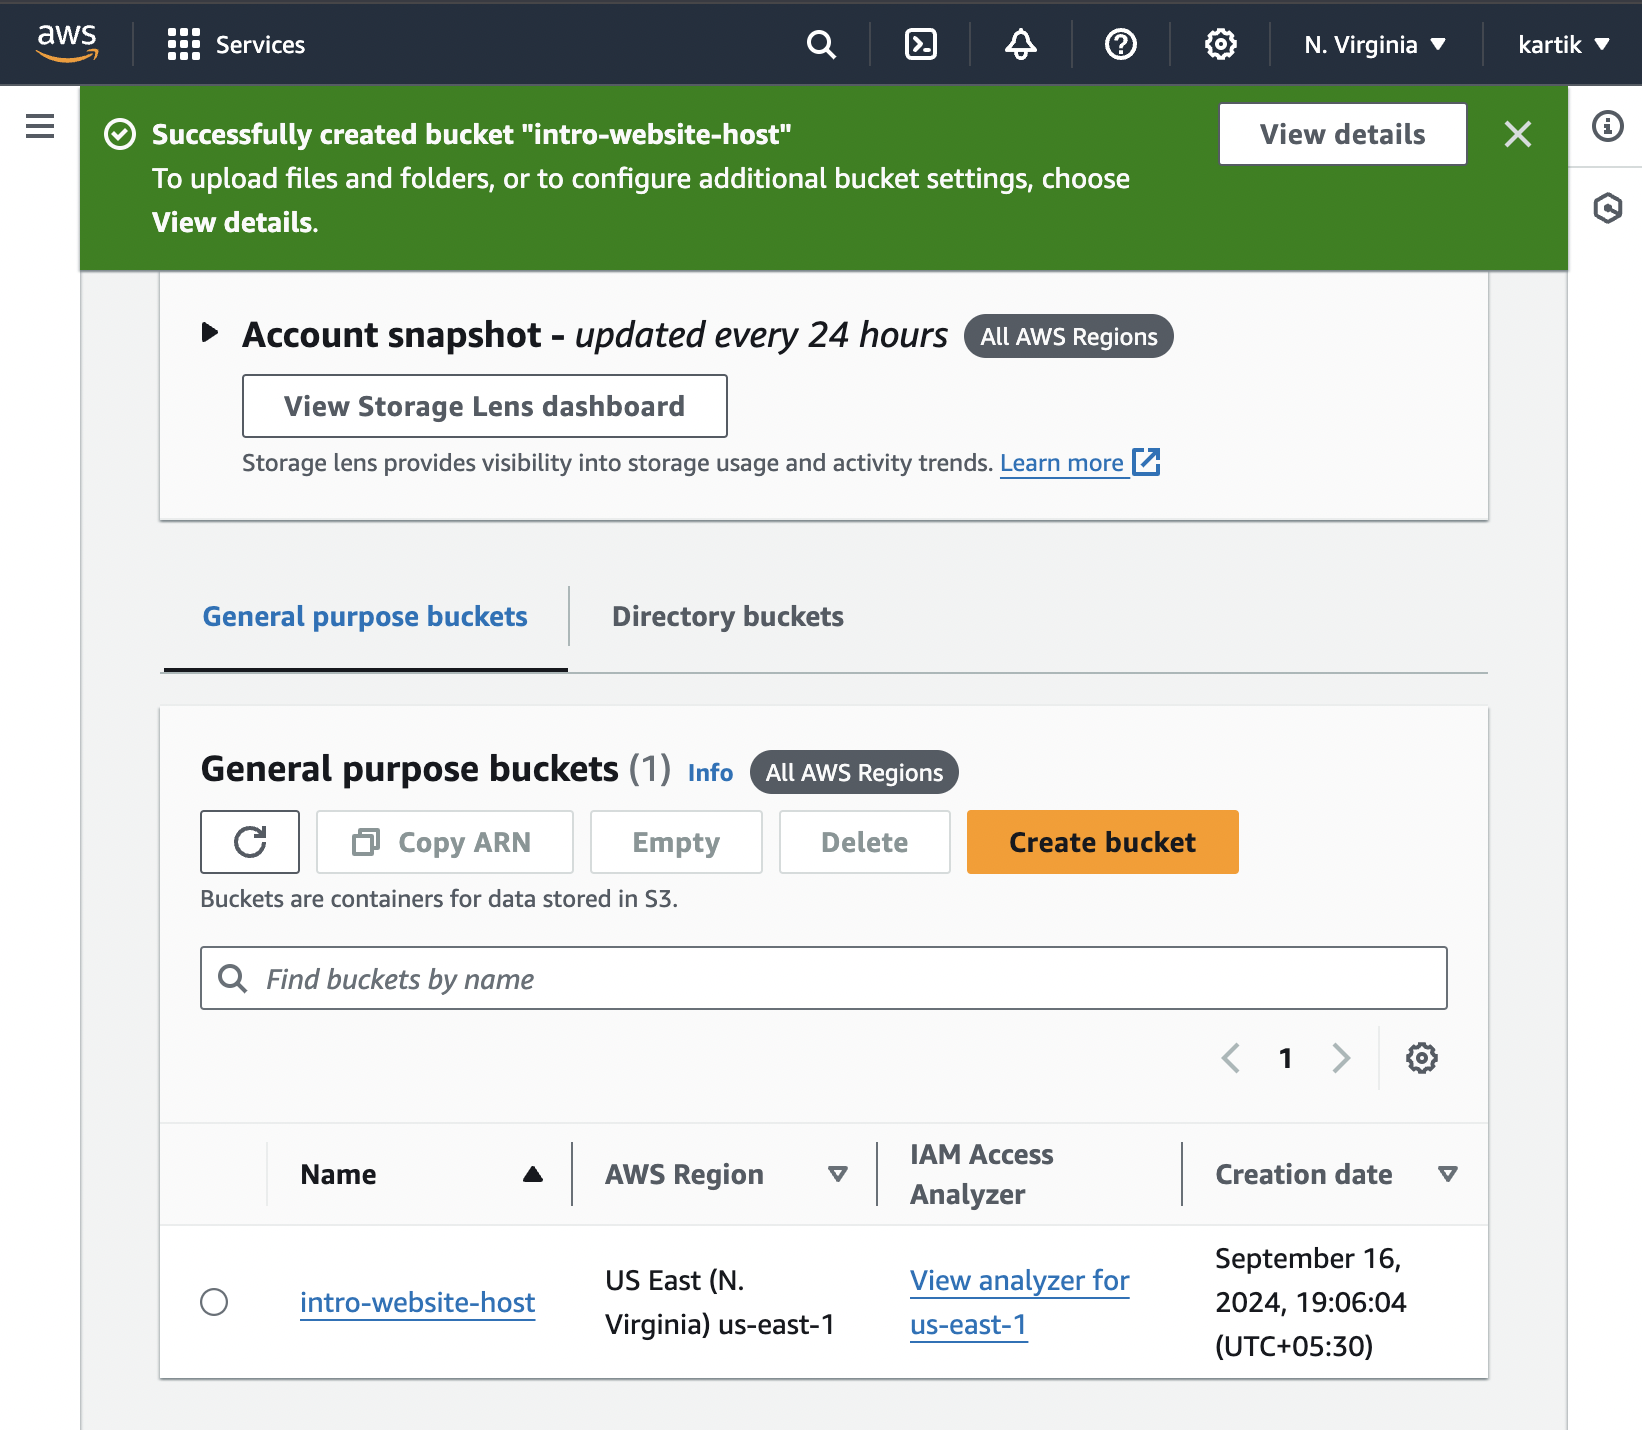 aws
Services
N. Virginia
kartik
Successfully created bucket "intro-website-host"
To upload files and folders, or to configure additional bucket settings, choose
View details.
View details
Account snapshot - updated every 24 hours
All AWS Regions
View Storage Lens dashboard
Storage lens provides visibility into storage usage and activity trends. Learn more
General purpose buckets
Directory buckets
General purpose buckets (1) Info All AWS Regions
Copy ARN
Empty
Delete
Create bucket
Buckets are containers for data stored in S3.
Find buckets by name
1
Name
AWS Region
IAM Access
Analyzer
Creation date
intro-website-host
US East (N.
Virginia) us-east-1
View analyzer for
us-east-1
September 16,
2024, 19:06:04
(UTC+05:30)